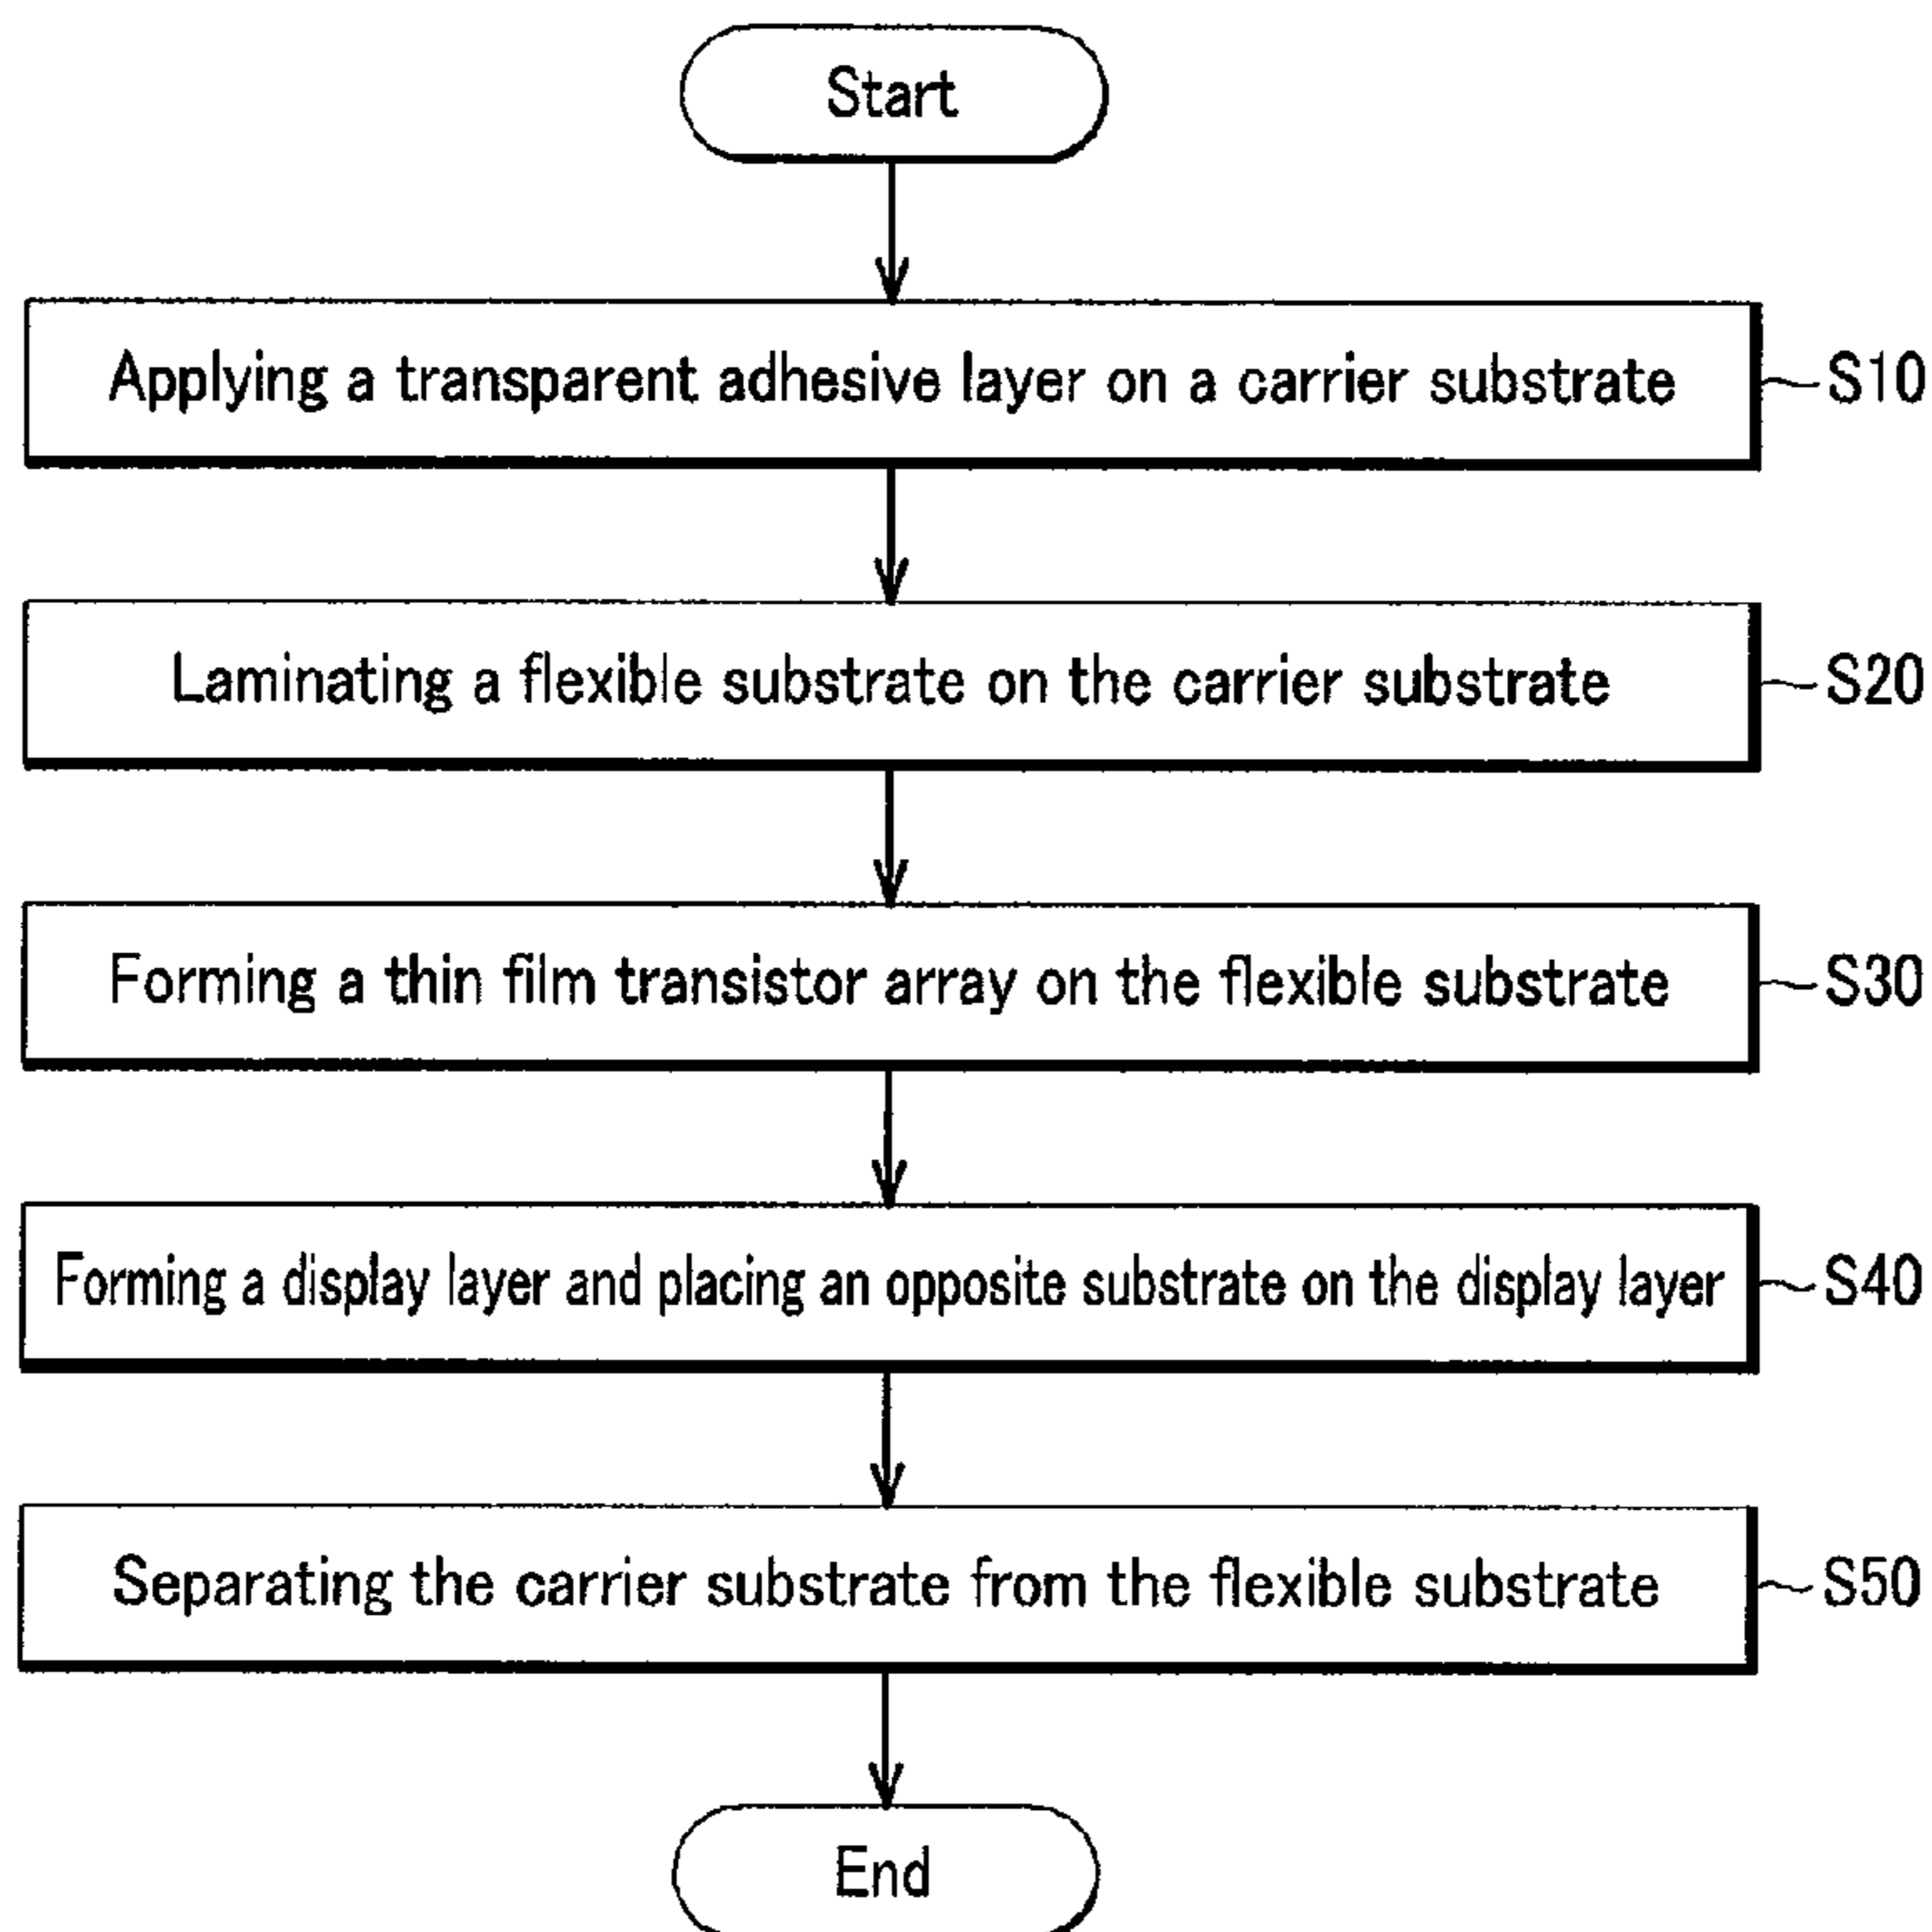 Start
Applying a transparent adhesive layer on a carrier substrate
S10
Laminating a flexible substrate on the carrier substrate
S20
Forming a thin film transistor array on the flexible substrate
S30
Forming a display layer and placing an opposite substrate on the display layer
S40
Separating the carrier substrate from the flexible substrate
S50
End